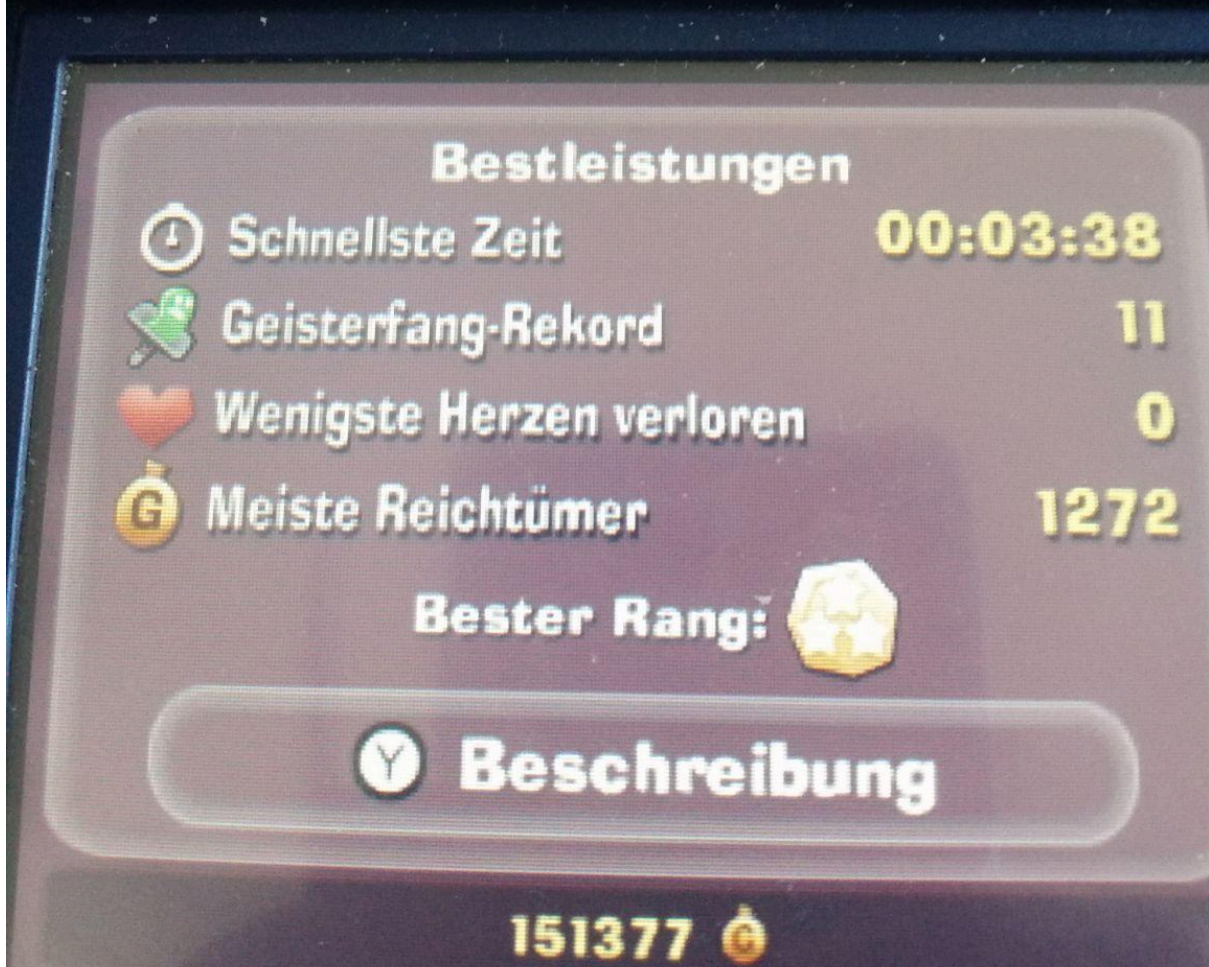 Bestleistungen
Schnellste Zeit 00:03:38
Geisterfang-Rekord 11
Wenigste Herzen verloren 0
G Meiste Reichtümer 1272
Bester Rang:
Y Beschreibung
151377 G